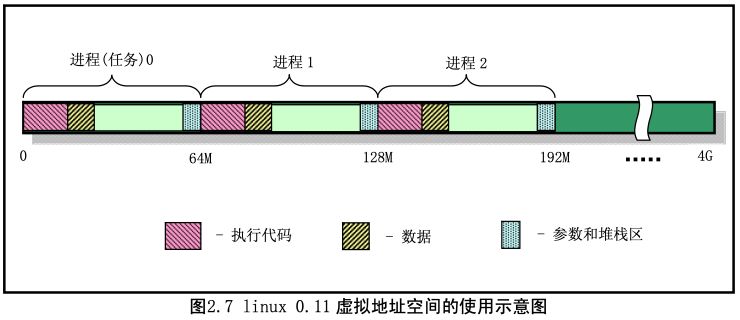 进程(任务)0 进程 1 进程 2
0 64M 128M 192M ...... 4G
- 执行代码 - 数据 - 参数和堆栈区
图2.7 linux 0.11 虚拟地址空间的使用示意图